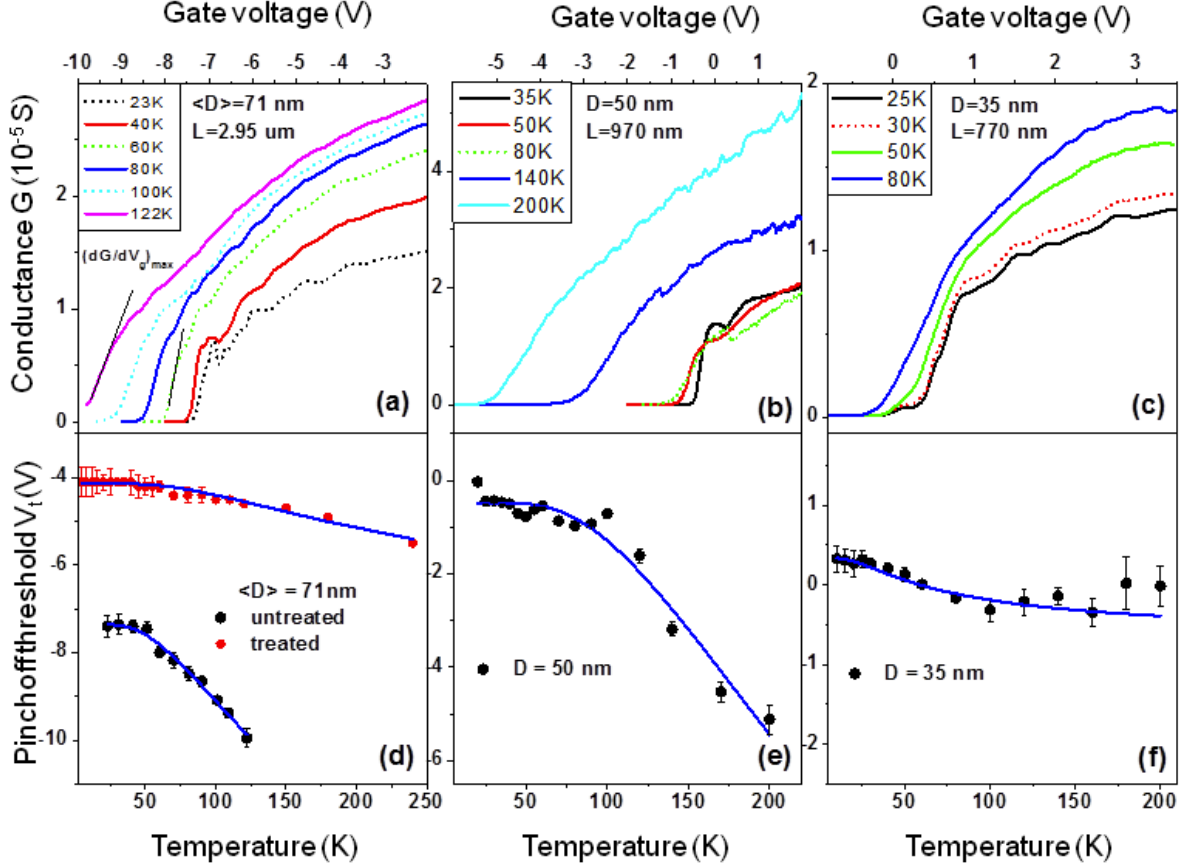 Gate voltage (V)
Gate voltage (V)
Gate voltage (V)
-10 -9 -8 -7 -6 -5 -4 -3
-5 -4 -3 -2 -1 0 1
0 1 2 3
Conductance G (10⁻⁵ S)
2
1
0
23K
40K
60K
80K
100K
122K
<D>=71 nm
L=2.95 um
(dG/dVg)max
(a)
4
2
0
35K
50K
80K
140K
200K
D=50 nm
L=970 nm
(b)
2
1
0
25K
30K
50K
80K
D=35 nm
L=770 nm
(c)
Pinchoffthreshold Vt (V)
-4
-6
-8
-10
<D> = 71nm
untreated
treated
(d)
0
-2
-4
-6
D = 50 nm
(e)
1
0
-1
-2
D = 35 nm
(f)
50 100 150 200 250
0 50 100 150 200
0 50 100 150 200
Temperature (K)
Temperature (K)
Temperature (K)